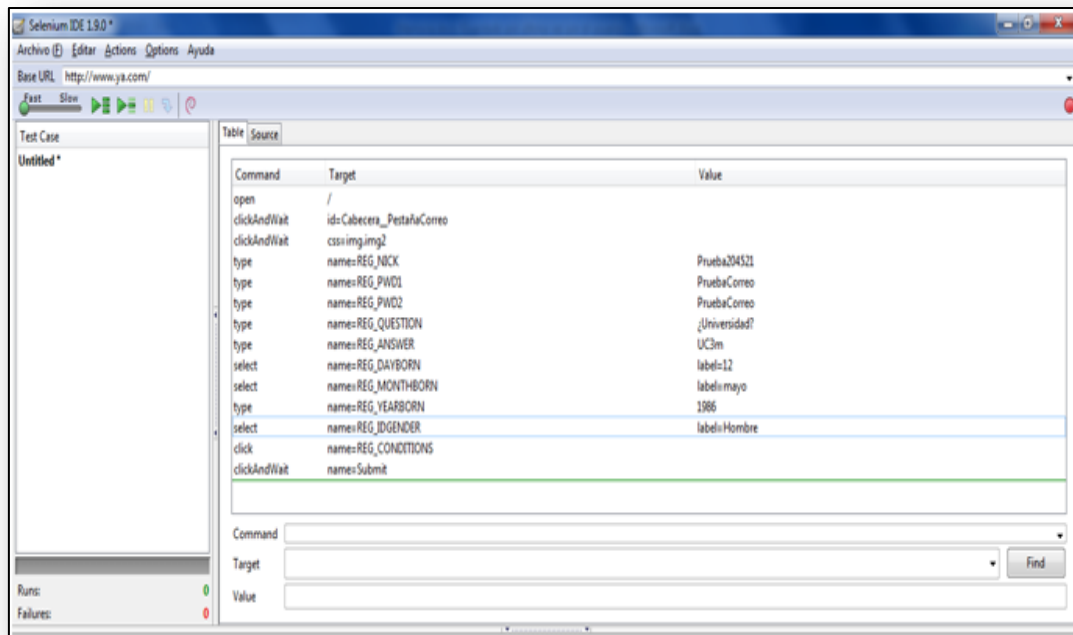 Selenium IDE 1.9.0 *
Archivo (F) Editar Actions Options Ayuda
Base URL http://www.ya.com/
Fast Slow
Test Case
Table Source
Untitled *
Command Target Value
open /
clickAndWait id=Cabecera__PestañaCorreo
clickAndWait css=img.img2
type name=REG_NICK Prueba204521
type name=REG_PWD1 PruebaCorreo
type name=REG_PWD2 PruebaCorreo
type name=REG_QUESTION ¿Universidad?
type name=REG_ANSWER UC3m
select name=REG_DAYBORN label=12
select name=REG_MONTHBORN label=mayo
type name=REG_YEARBORN 1986
select name=REG_IDGENDER label=Hombre
click name=REG_CONDITIONS
clickAndWait name=Submit
Command
Target Find
Value
Runs: 0
Failures: 0